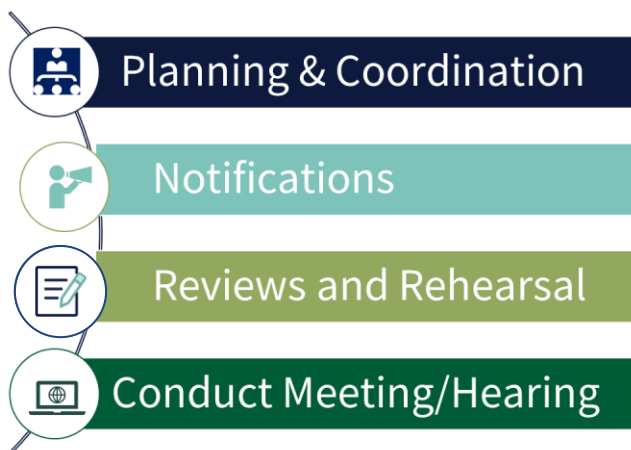 Planning & Coordination
Notifications
Reviews and Rehearsal
Conduct Meeting/Hearing